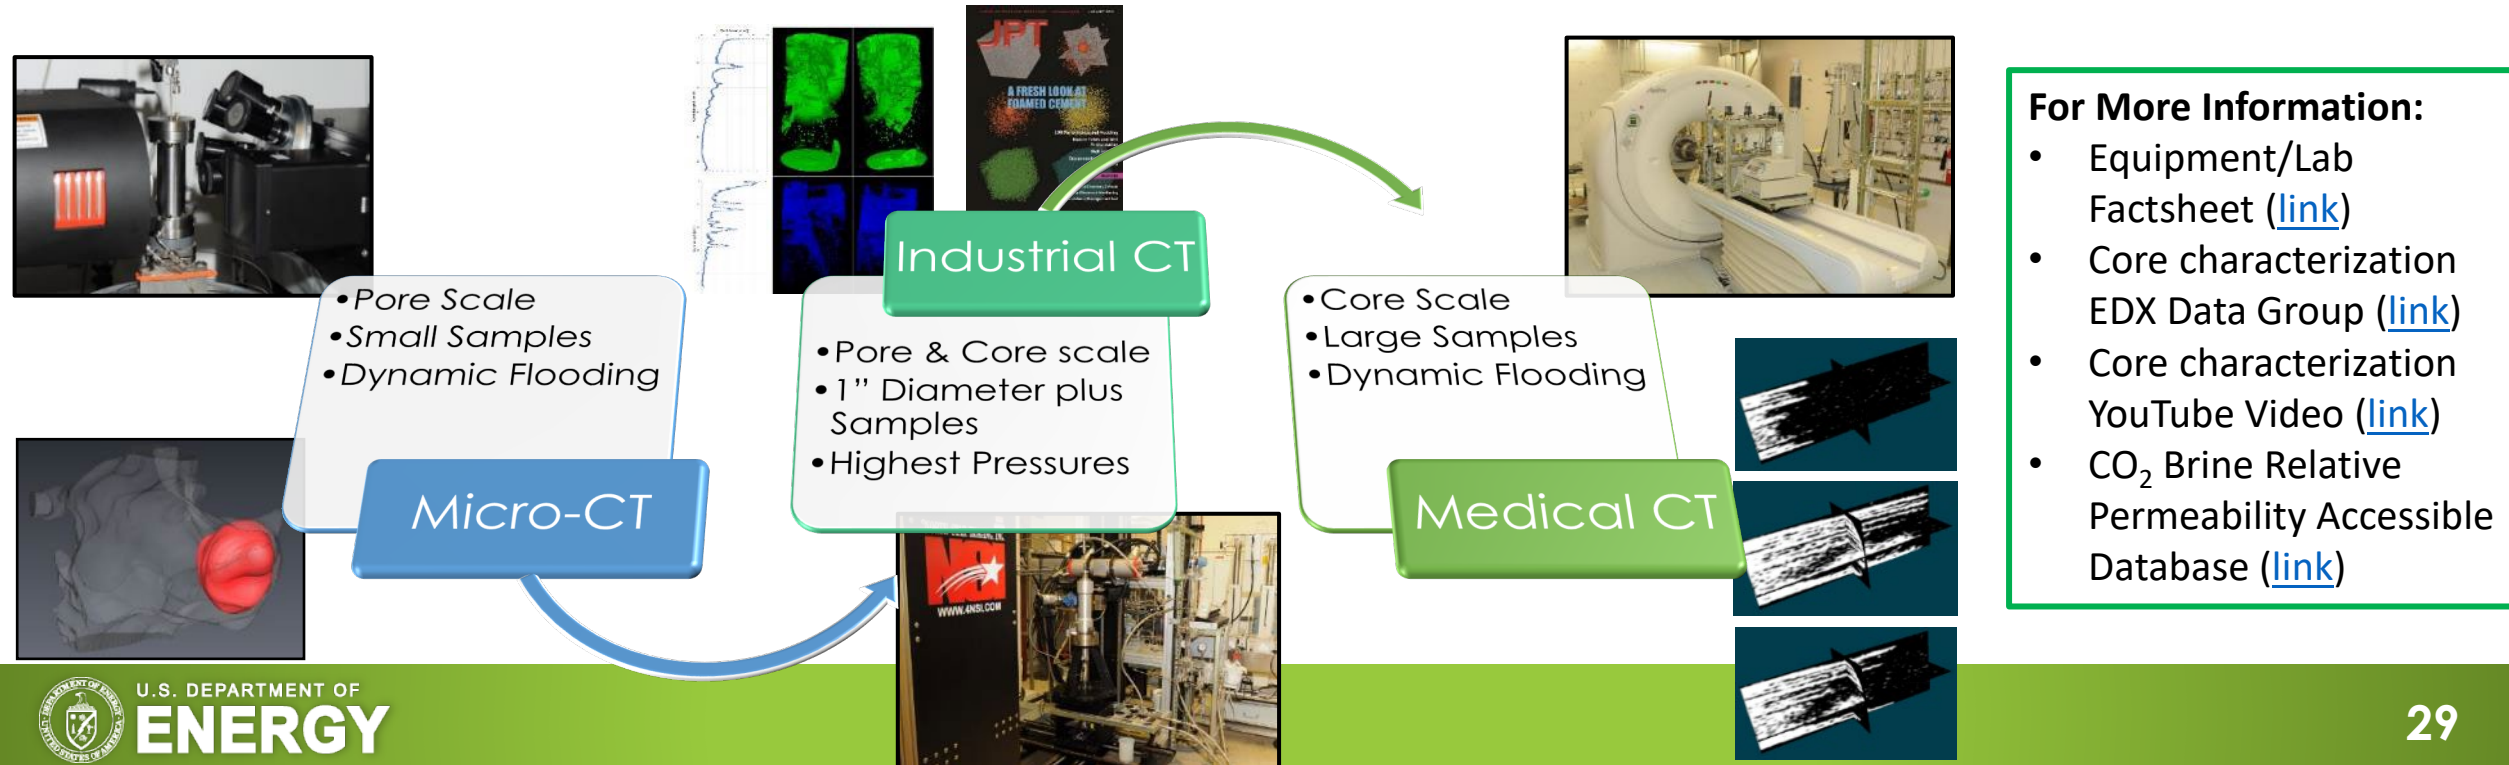 JPT
A FRESH LOOK AT
FOAMED CEMENT
Micro-CT
•Pore Scale
•Small Samples
•Dynamic Flooding
Industrial CT
•Pore & Core scale
•1” Diameter plus
Samples
•Highest Pressures
WWW.4NSI.COM
Medical CT
•Core Scale
•Large Samples
•Dynamic Flooding
For More Information:
• Equipment/Lab
Factsheet (link)
• Core characterization
EDX Data Group (link)
• Core characterization
YouTube Video (link)
• CO₂ Brine Relative
Permeability Accessible
Database (link)
U.S. DEPARTMENT OF
ENERGY
29